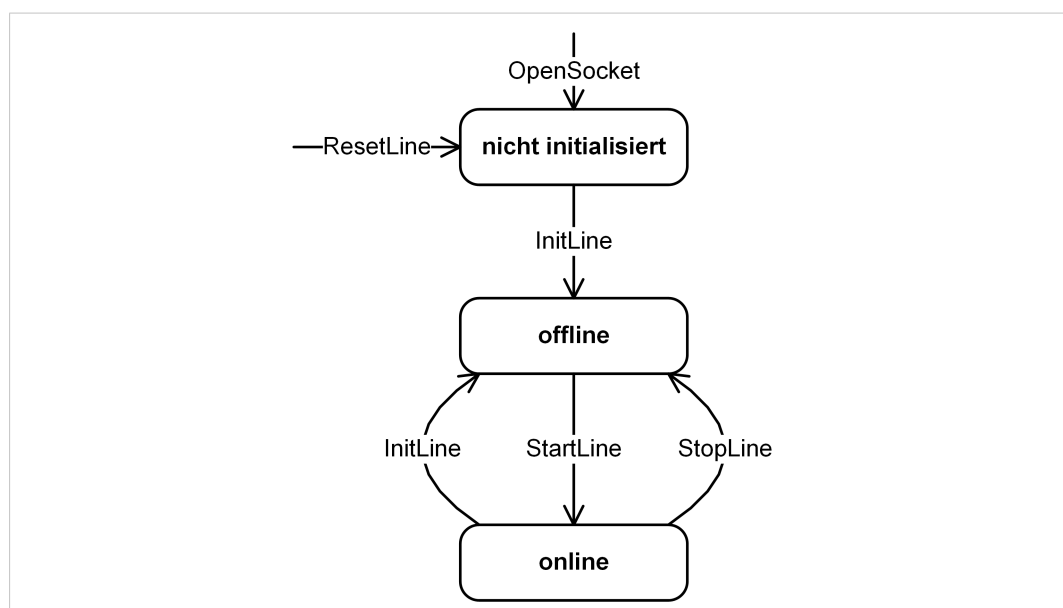 OpenSocket
ResetLine
nicht initialisiert
InitLine
offline
InitLine
StartLine
StopLine
online